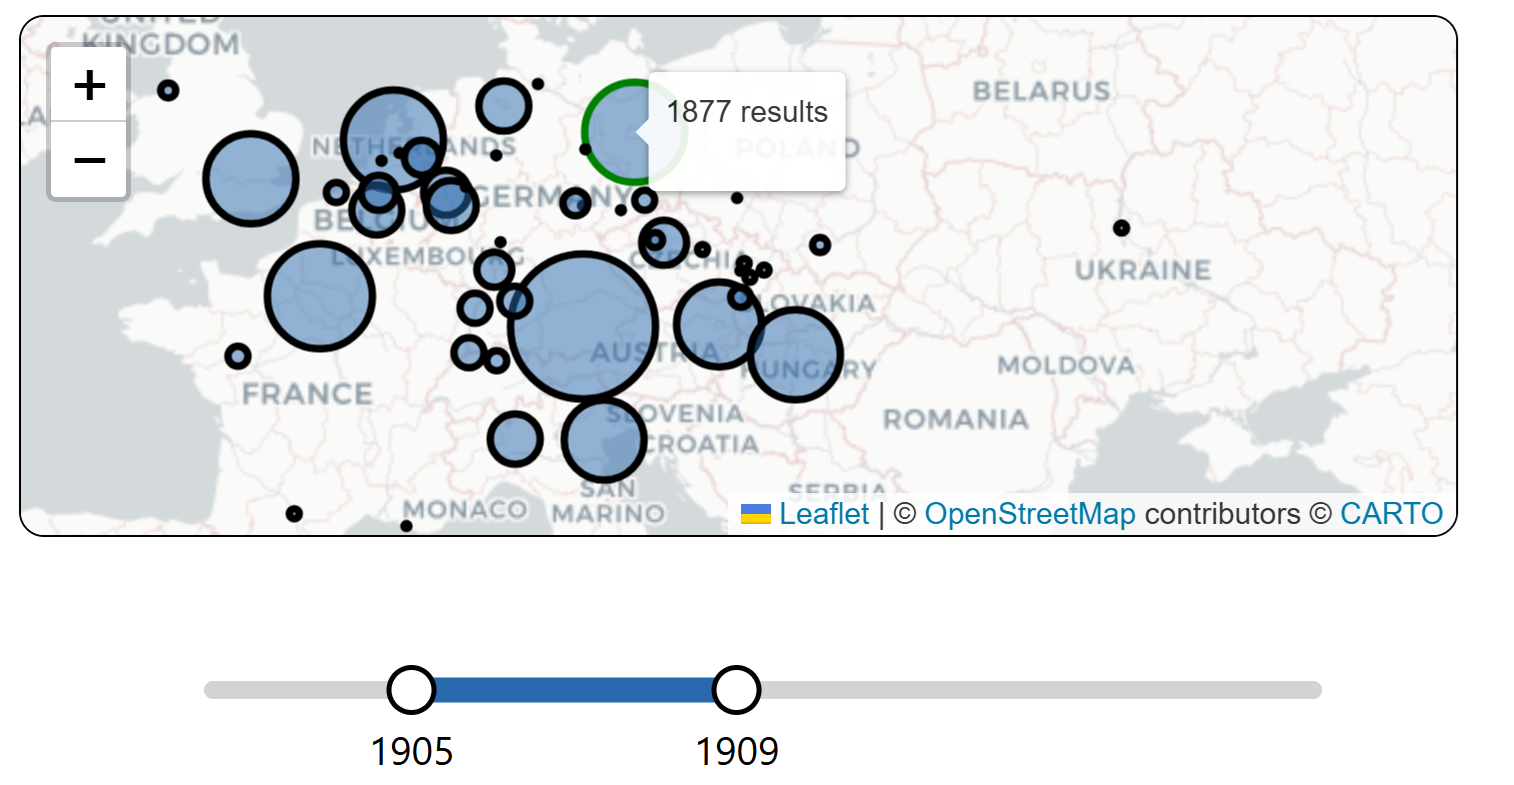 UNITED
KINGDOM
+
−
1877 results
BELARUS
NETHERLANDS
POLAND
GERMANY
BELGIUM
LUXEMBOURG
CZECHIA
UKRAINE
SLOVAKIA
AUSTRIA
HUNGARY
MOLDOVA
FRANCE
SLOVENIA
ROMANIA
CROATIA
SAN
MARINO
SERBIA
MONACO
Leaflet | © OpenStreetMap contributors © CARTO
1905
1909